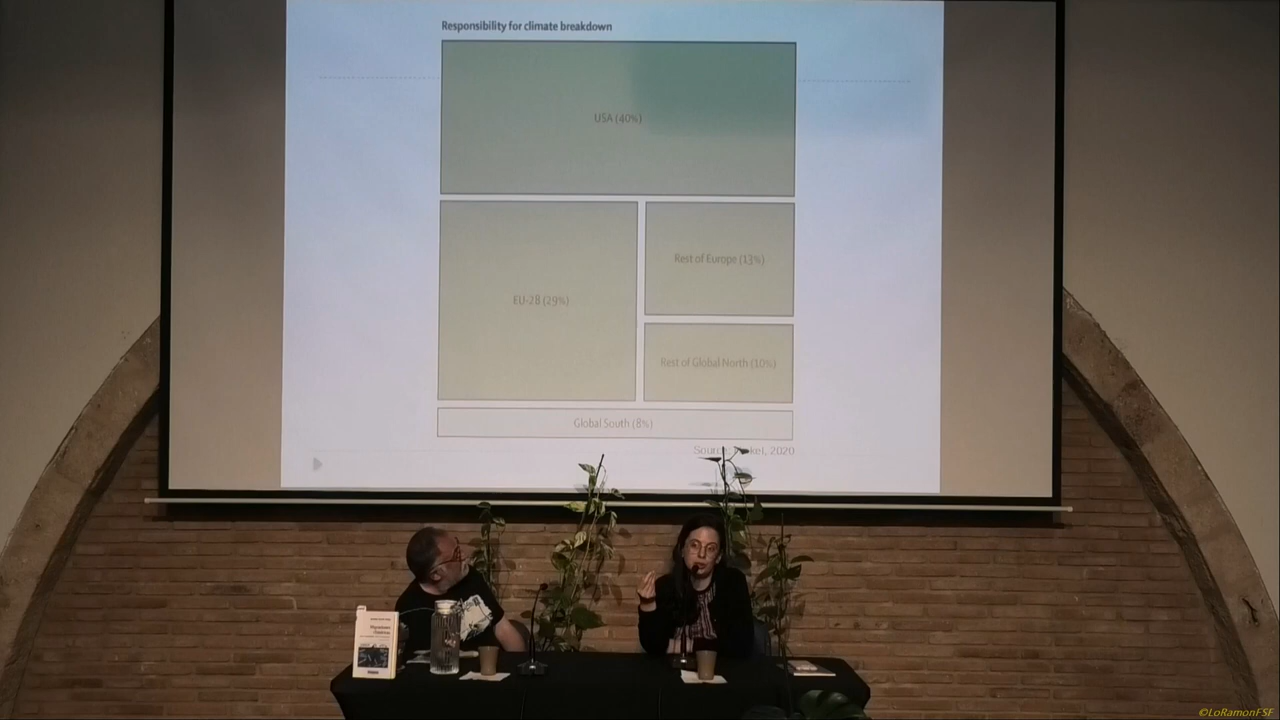 Responsibility for climate breakdown
USA (40%)
EU-28 (29%)
Rest of Europe (13%)
Rest of Global North (10%)
Global South (8%)
2020
©LoRamonFSF